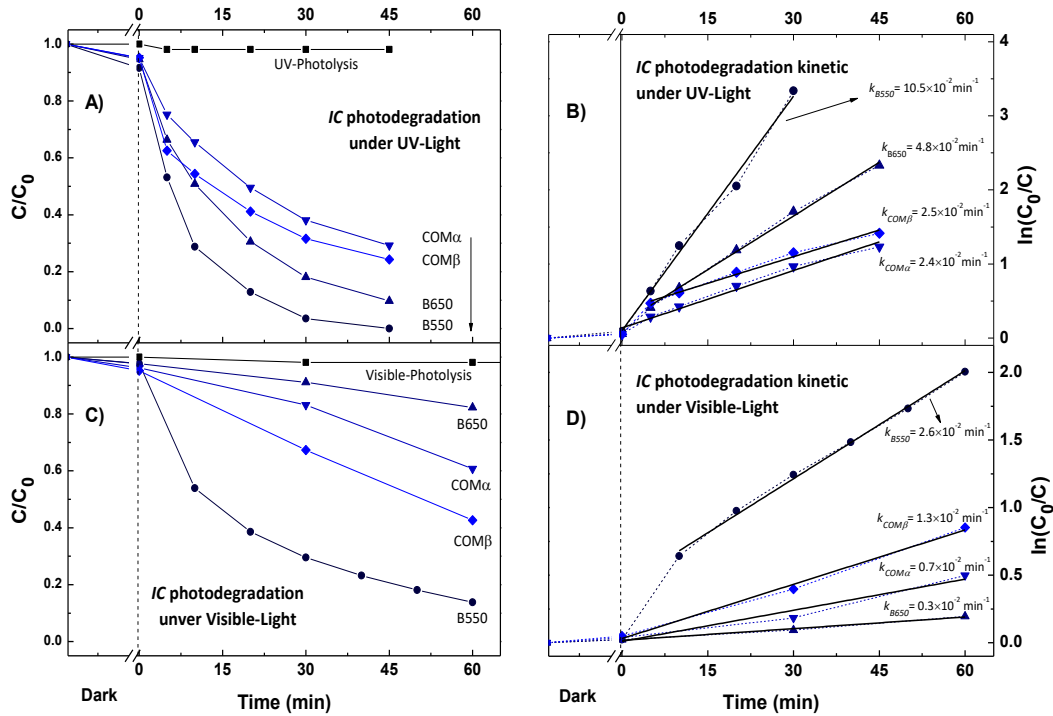 0 15 30 45 60
1.0
0.8
0.6
0.4
0.2
0.0
C/C0
A)
UV-Photolysis
IC photodegradation
under UV-Light
COMα
COMβ
B650
B550
0 15 30 45 60
4
3
2
1
0
ln(C0/C)
B)
IC photodegradation kinetic
under UV-Light
kB550= 10.5×10-2 min-1
kB650= 4.8×10-2 min-1
kCOMβ= 2.5×10-2 min-1
kCOMα= 2.4×10-2 min-1
1.0
0.8
0.6
0.4
0.2
0.0
C/C0
C)
Visible-Photolysis
B650
COMα
COMβ
B550
IC photodegradation
unver Visible-Light
0 15 30 45 60
Dark
Time (min)
2.0
1.5
1.0
0.5
0.0
ln(C0/C)
D)
IC photodegradation kinetic
under Visible-Light
kB550= 2.6×10-2 min-1
kCOMβ= 1.3×10-2 min-1
kCOMα= 0.7×10-2 min-1
kB650= 0.3×10-2 min-1
0 15 30 45 60
Dark
Time (min)